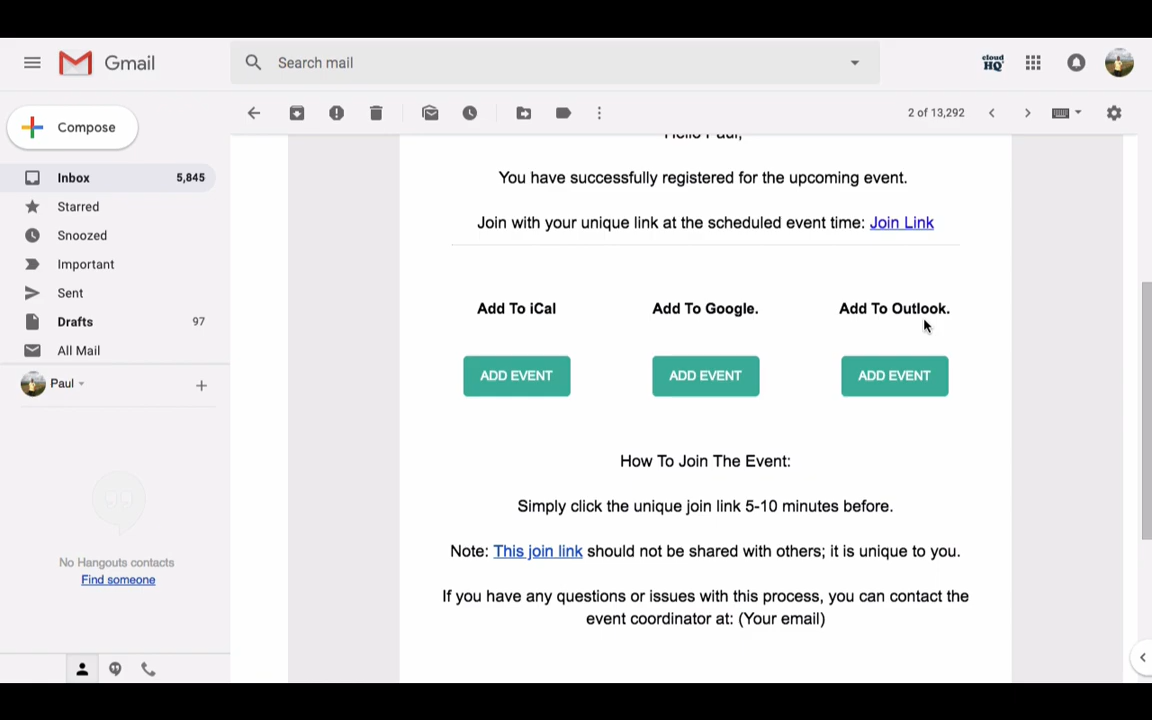 Gmail
Search mail
cloud
HQ
Compose
2 of 13,292
Inbox 5,845
Starred
Snoozed
Important
Sent
Drafts 97
All Mail
Paul
No Hangouts contacts
Find someone
Hello Paul,
You have successfully registered for the upcoming event.
Join with your unique link at the scheduled event time: Join Link
Add To iCal
Add To Google.
Add To Outlook.
ADD EVENT
ADD EVENT
ADD EVENT
How To Join The Event:
Simply click the unique join link 5-10 minutes before.
Note: This join link should not be shared with others; it is unique to you.
If you have any questions or issues with this process, you can contact the
event coordinator at: (Your email)